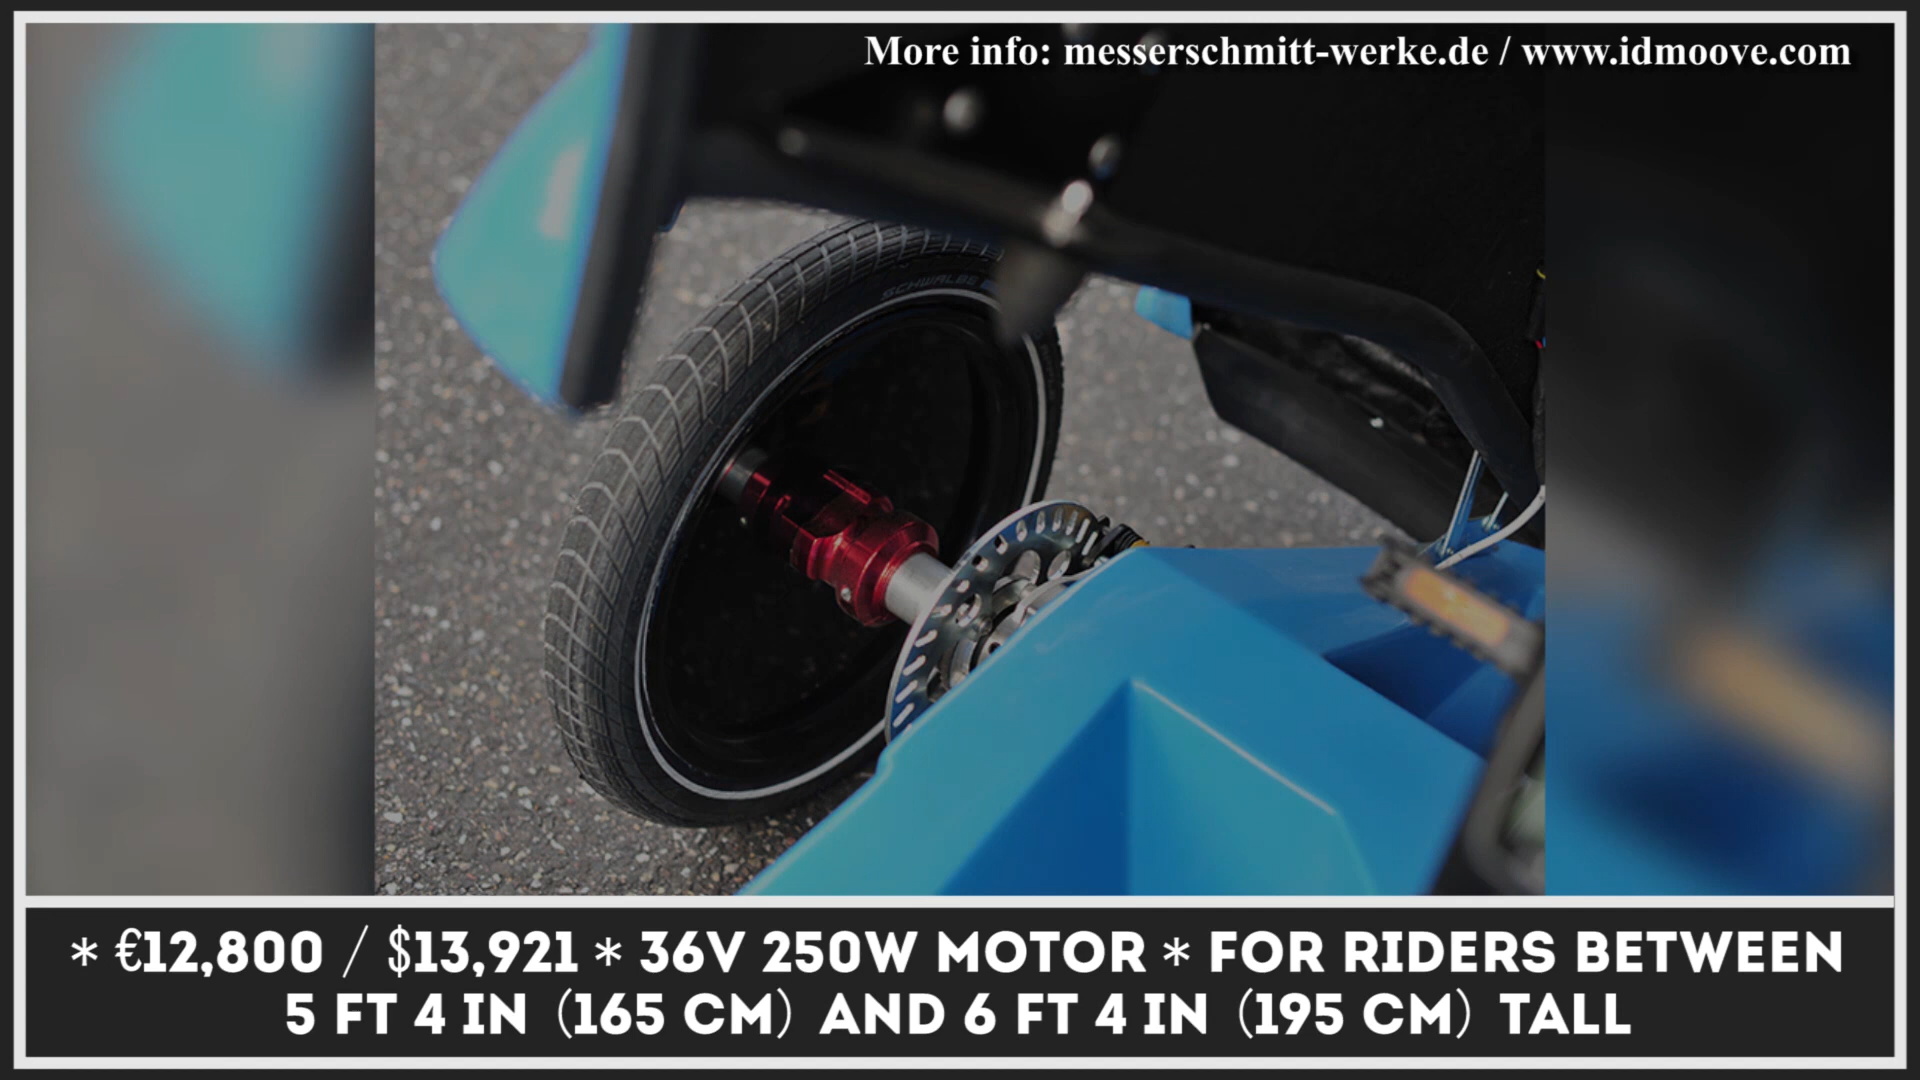 More info: messerschmitt-werke.de / www.idmoove.com
SCHWALBE
* €12,800 / $13,921 * 36V 250W MOTOR * FOR RIDERS BETWEEN
5 FT 4 IN (165 CM) AND 6 FT 4 IN (195 CM) TALL